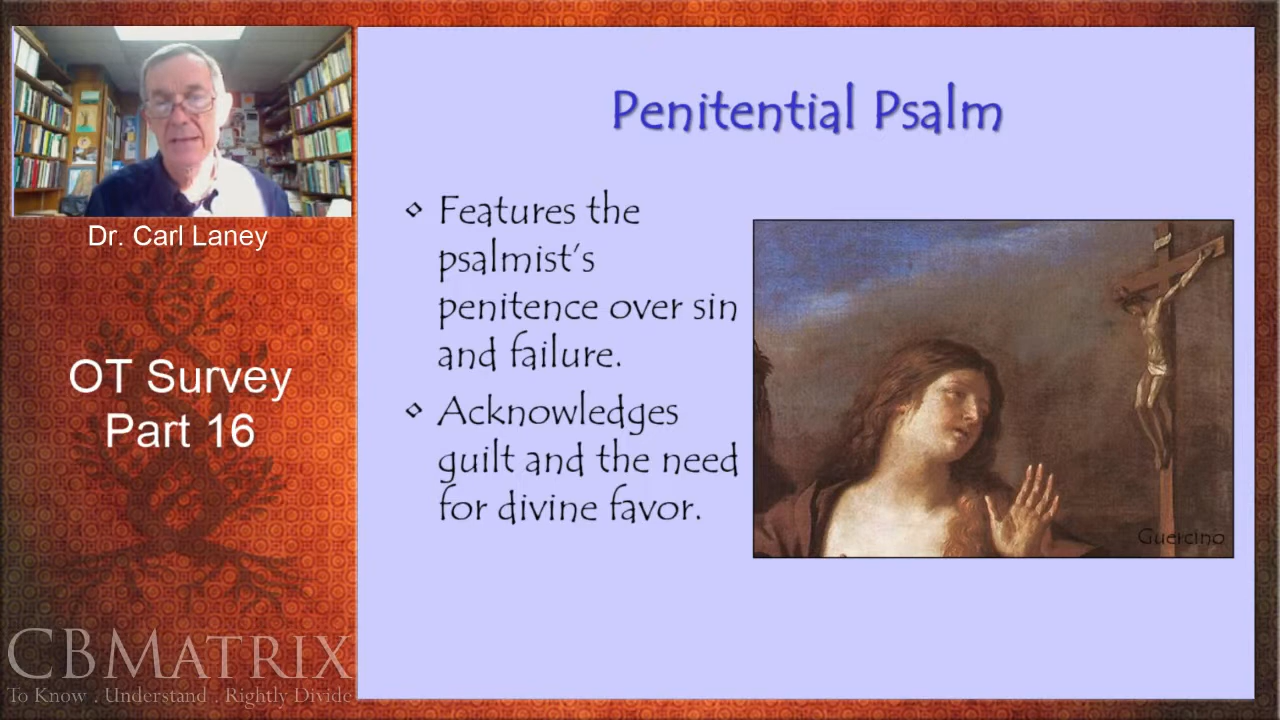 Dr. Carl Laney
OT Survey
Part 16
CBMATRIX
To Know . Understand . Rightly Divide
Penitential Psalm
• Features the
psalmist's
penitence over sin
and failure.
• Acknowledges
guilt and the need
for divine favor.
Guercino